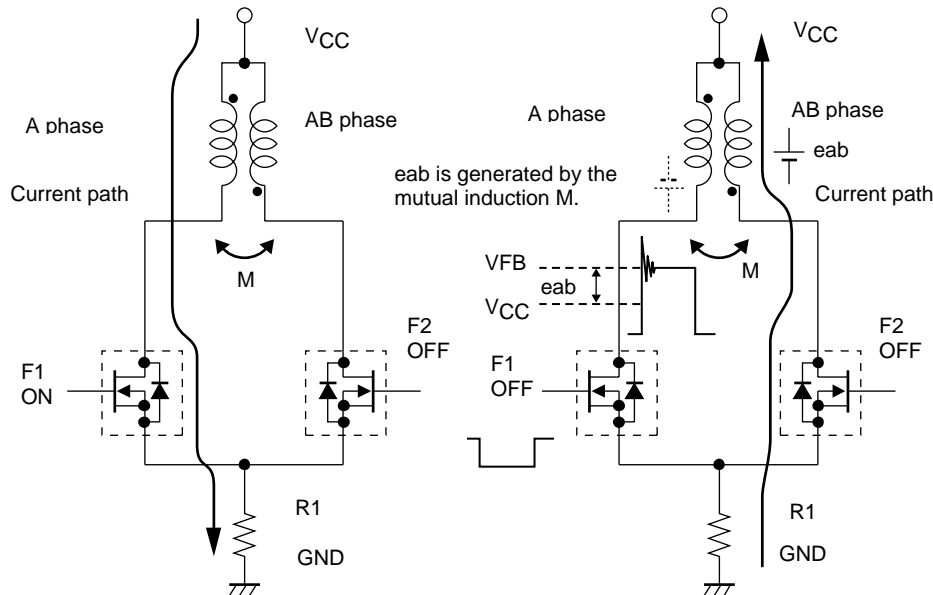 VCC
A phase
AB phase
Current path
M
F1
ON
F2
OFF
R1
GND
VCC
A phase
AB phase
eab
eab is generated by the
mutual induction M.
Current path
VFB
eab
VCC
M
F1
OFF
F2
OFF
R1
GND